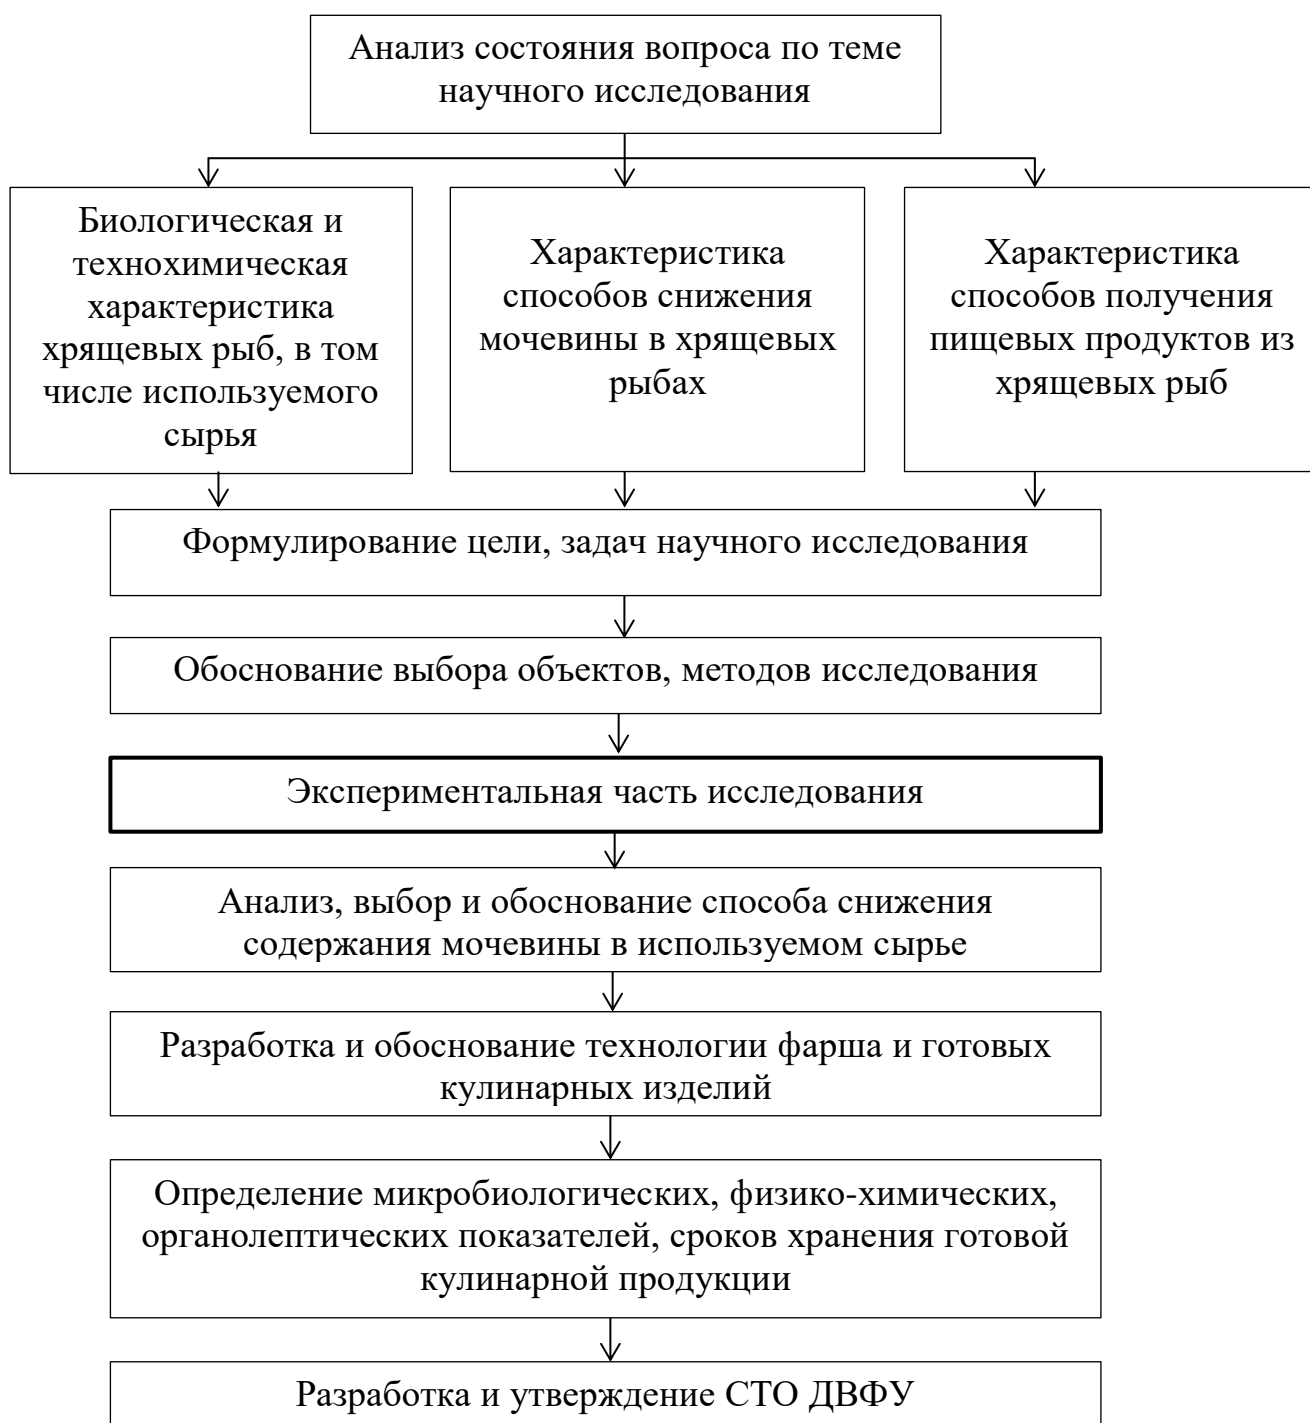 Анализ состояния вопроса по теме
научного исследования
Биологическая и
технохимическая
характеристика
хрящевых рыб, в том
числе используемого
сырья
Характеристика
способов снижения
мочевины в хрящевых
рыбах
Характеристика
способов получения
пищевых продуктов из
хрящевых рыб
Формулирование цели, задач научного исследования
Обоснование выбора объектов, методов исследования
Экспериментальная часть исследования
Анализ, выбор и обоснование способа снижения
содержания мочевины в используемом сырье
Разработка и обоснование технологии фарша и готовых
кулинарных изделий
Определение микробиологических, физико-химических,
органолептических показателей, сроков хранения готовой
кулинарной продукции
Разработка и утверждение СТО ДВФУ